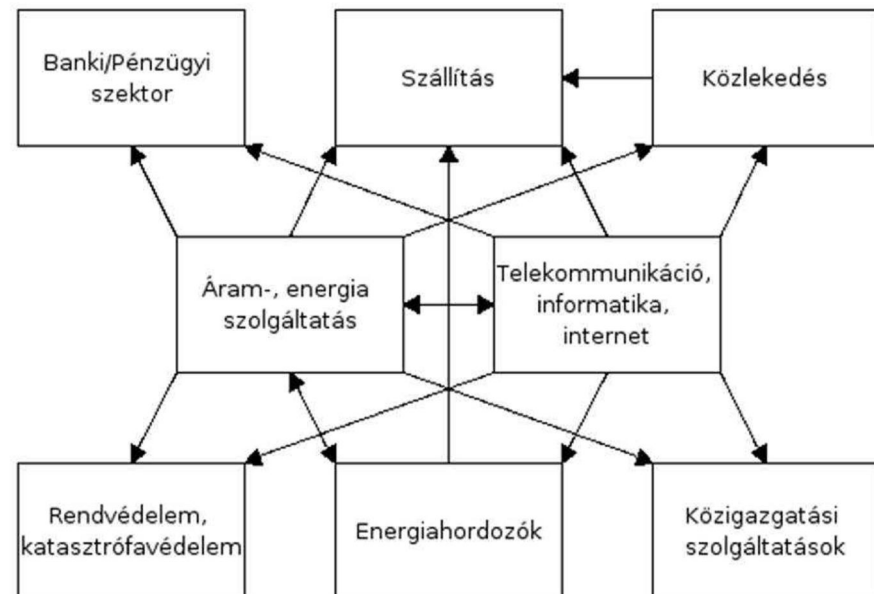 Banki/Pénzügyi
szektor
Szállítás
Közlekedés
Áram-, energia
szolgáltatás
Telekommunikáció,
informatika,
internet
Rendvédelem,
katasztrófavédelem
Energiahordozók
Közigazgatási
szolgáltatások